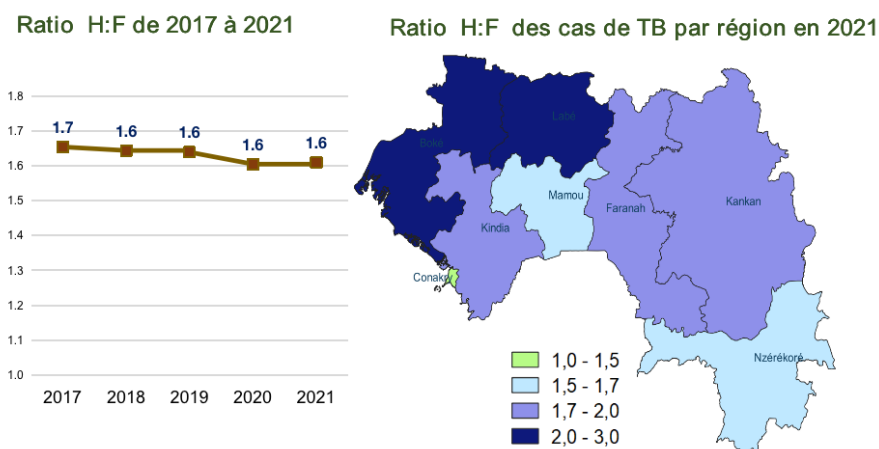 Ratio H:F de 2017 à 2021
1.8
1.7
1.6
1.5
1.4
1.3
1.2
1.1
1.0
1.7
1.6
1.6
1.6
1.6
2017 2018 2019 2020 2021
Ratio H:F des cas de TB par région en 2021
Labé
Boké
Mamou
Faranah
Kankan
Kindia
Conakry
Nzérékoré
1,0 - 1,5
1,5 - 1,7
1,7 - 2,0
2,0 - 3,0